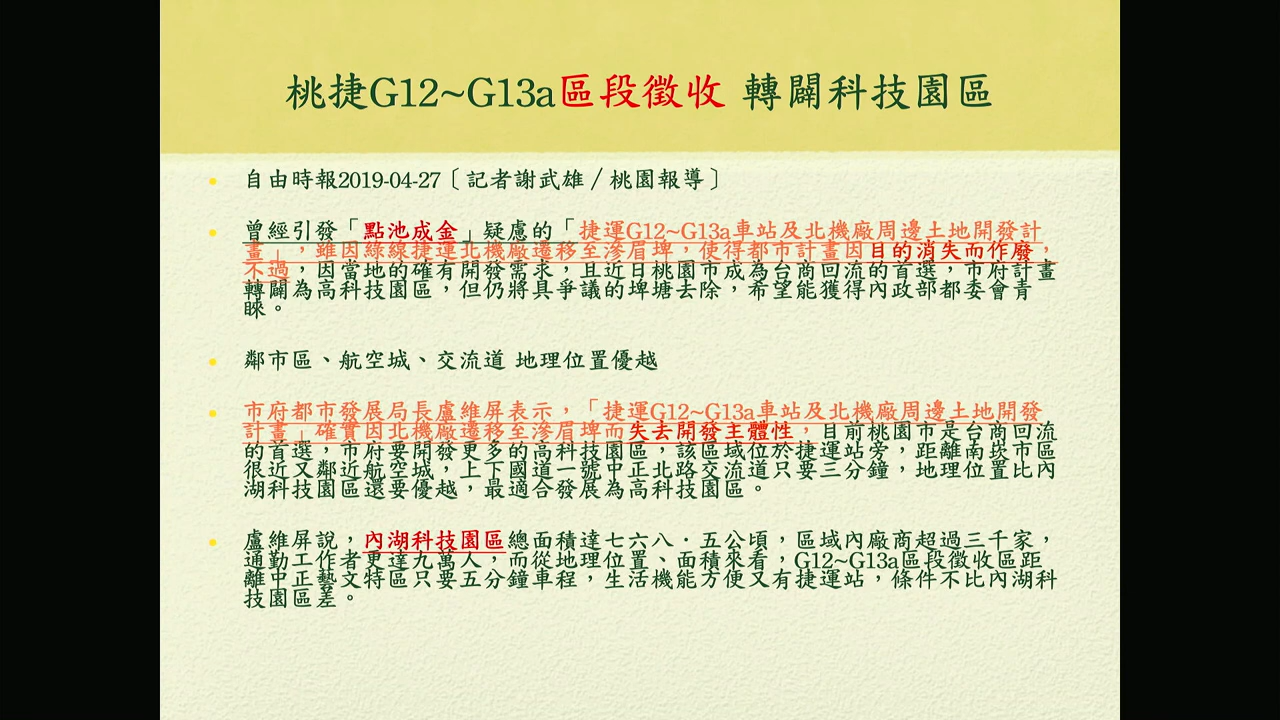 桃捷G12~G13a區段徵收 轉闢科技園區
自由時報2019-04-27〔記者謝武雄／桃園報導〕
曾經引發「點池成金」疑慮的「捷運G12~G13a車站及北機廠周邊土地開發計
畫」，雖因綠線捷運北機廠遷移至滲眉埤，使得都市計畫因目的消失而作廢，
不過，因當地的確有開發需求，且近日桃園市成為台商回流的首選，市府計畫
轉闢為高科技園區，但仍將具爭議的埤塘去除，希望能獲得內政部都委會青
睞。
鄰市區、航空城、交流道 地理位置優越
市府都市發展局長盧維屏表示，「捷運G12~G13a車站及北機廠周邊土地開發
計畫」確實因北機廠遷移至滲眉埤而失去開發主體性，目前桃園市是台商回流
的首選，市府要開發更多的高科技園區，該區域位於捷運站旁，距離南崁市區
很近又鄰近航空城，上下國道一號中正北路交流道只要三分鐘，地理位置比內
湖科技園區還要優越，最適合發展為高科技園區。
盧維屏說，內湖科技園區總面積達七六八．五公頃，區域內廠商超過三千家，
通勤工作者更達九萬人，而從地理位置、面積來看，G12~G13a區段徵收區距
離中正藝文特區只要五分鐘車程，生活機能方便又有捷運站，條件不比內湖科
技園區差。